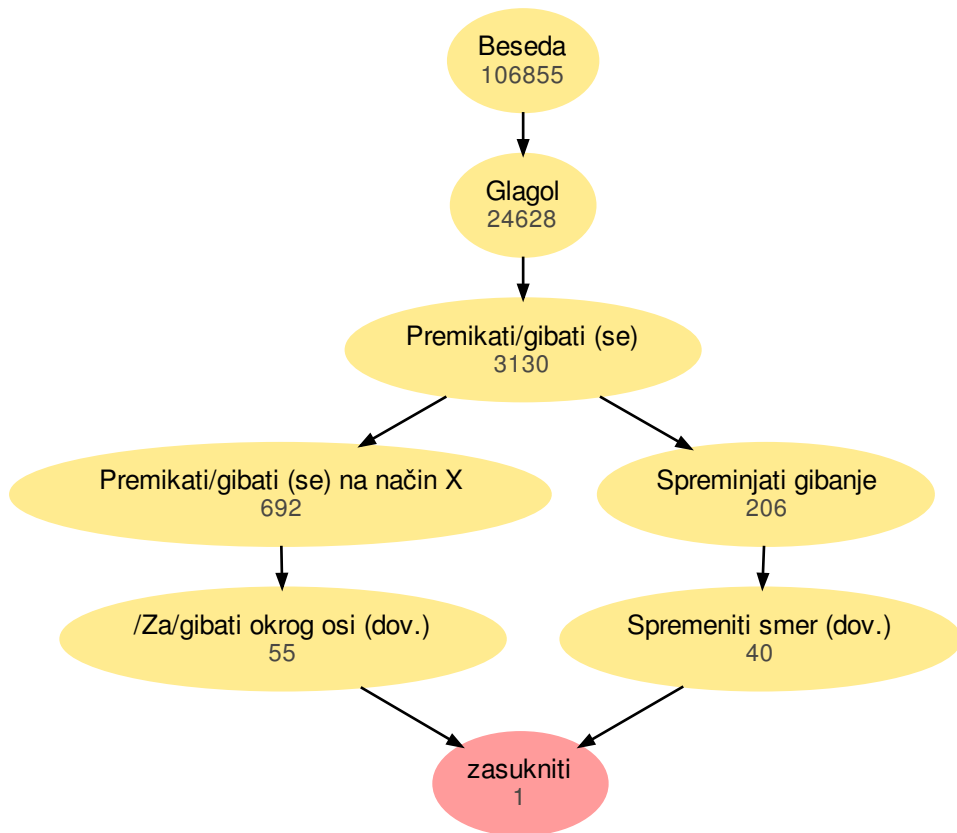 Beseda
106855
Glagol
24628
Premikati/gibati (se)
3130
Premikati/gibati (se) na način X
692
Spreminjati gibanje
206
/Za/gibati okrog osi (dov.)
55
Spremeniti smer (dov.)
40
zasukniti
1